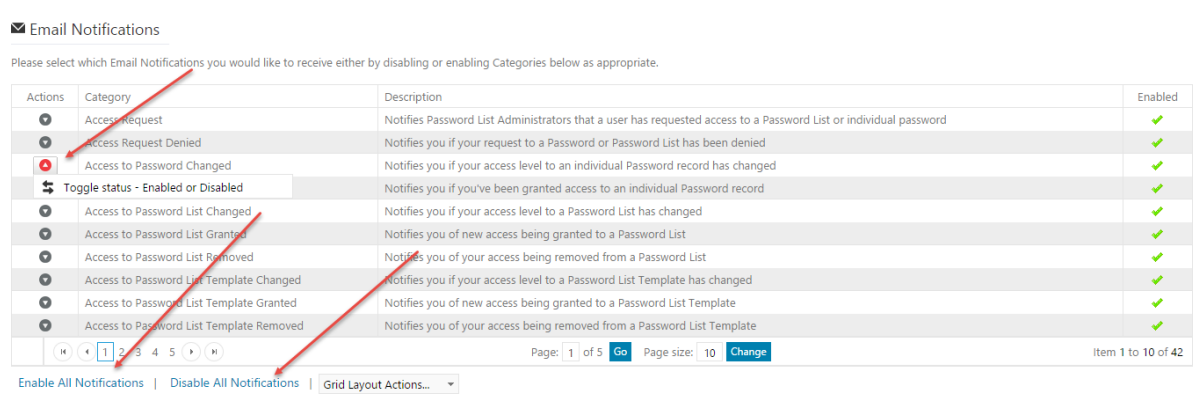 Email Notifications
Please select which Email Notifications you would like to receive either by disabling or enabling Categories below as appropriate.
Actions Category Description Enabled
Access Request Notifies Password List Administrators that a user has requested access to a Password List or individual password
Access Request Denied Notifies you if your request to a Password or Password List has been denied
Access to Password Changed Notifies you if your access level to an individual Password record has changed
Toggle status - Enabled or Disabled Notifies you if you've been granted access to an individual Password record
Access to Password List Changed Notifies you if your access level to a Password List has changed
Access to Password List Granted Notifies you of new access being granted to a Password List
Access to Password List Removed Notifies you of your access being removed from a Password List
Access to Password List Template Changed Notifies you if your access level to a Password List Template has changed
Access to Password List Template Granted Notifies you of new access being granted to a Password List Template
Access to Password List Template Removed Notifies you of your access being removed from a Password List Template
1 2 3 4 5 Page: 1 of 5 Go Page size: 10 Change Item 1 to 10 of 42
Enable All Notifications | Disable All Notifications | Grid Layout Actions...